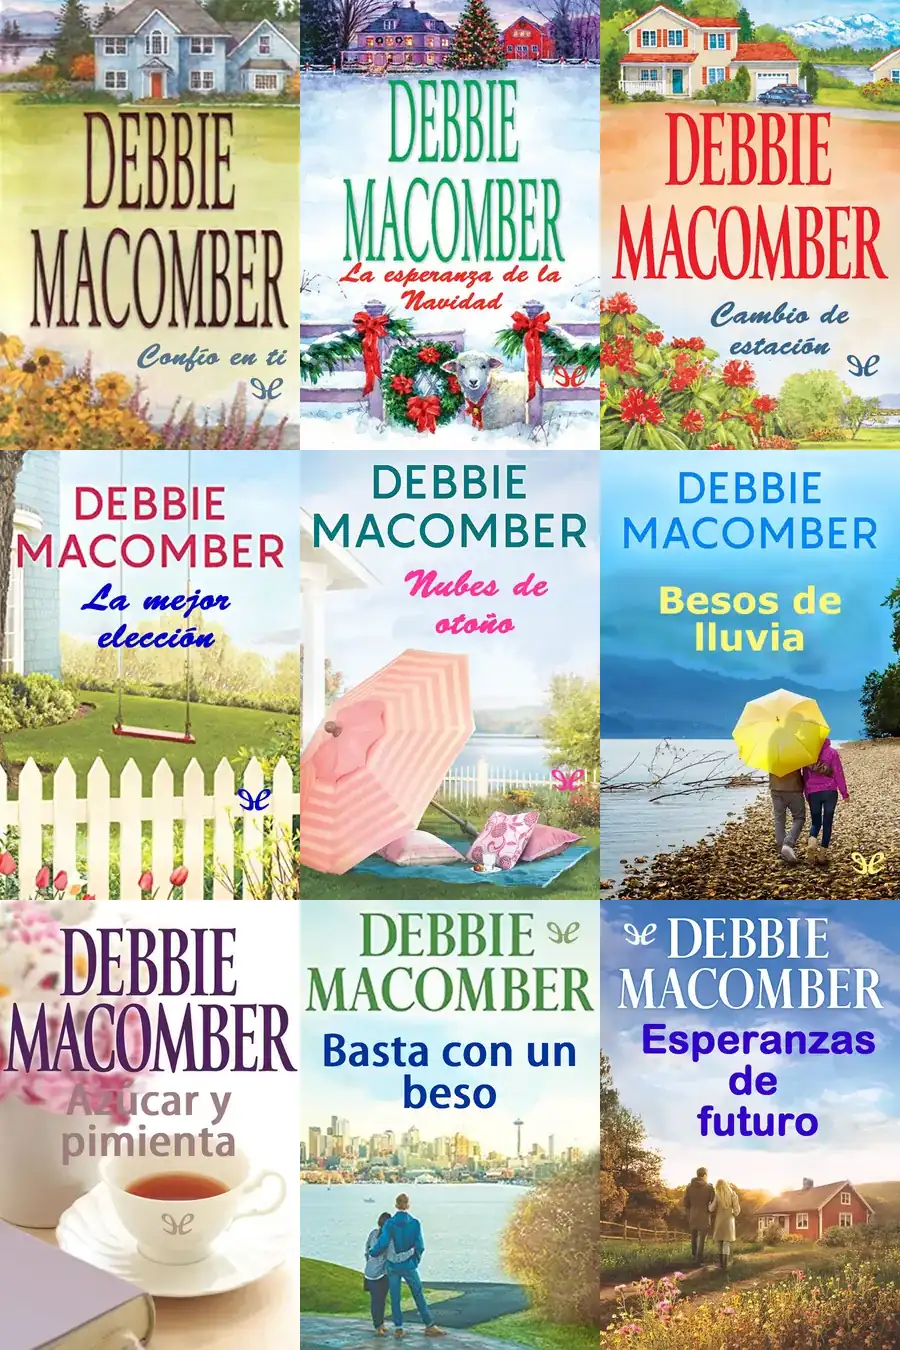 DEBBIE
MACOMBER
Confío en ti
DEBBIE
MACOMBER
La esperanza de la
Navidad
DEBBIE
MACOMBER
Cambio de
estación
DEBBIE
MACOMBER
La mejor
elección
DEBBIE
MACOMBER
Nubes de
otoño
DEBBIE
MACOMBER
Besos de
lluvia
DEBBIE
MACOMBER
Azúcar y
pimienta
DEBBIE
MACOMBER
Basta con un
beso
DEBBIE
MACOMBER
Esperanzas
de
futuro